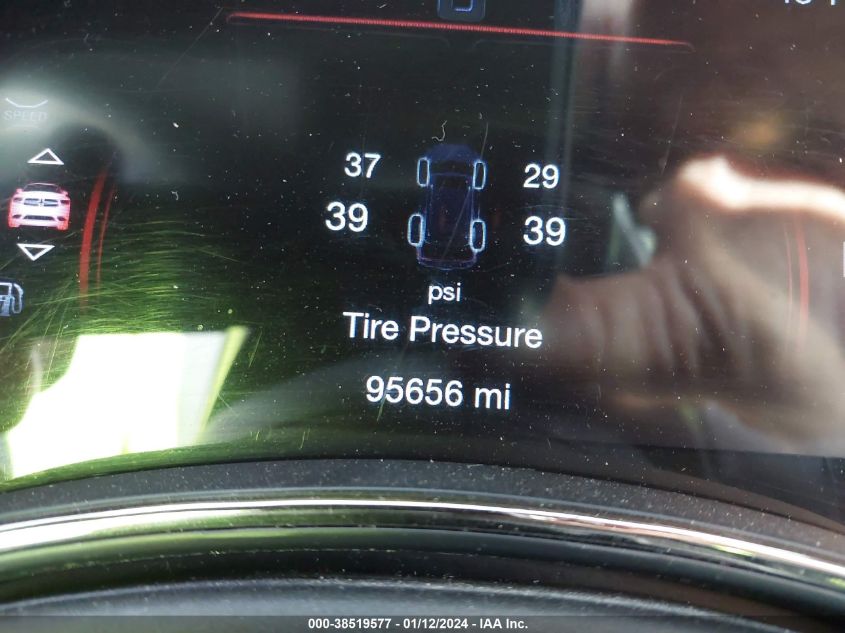 SPEED
37 29
39 39
psi
Tire Pressure
95656 mi
000-38519577 - 01/12/2024 - IAA Inc.